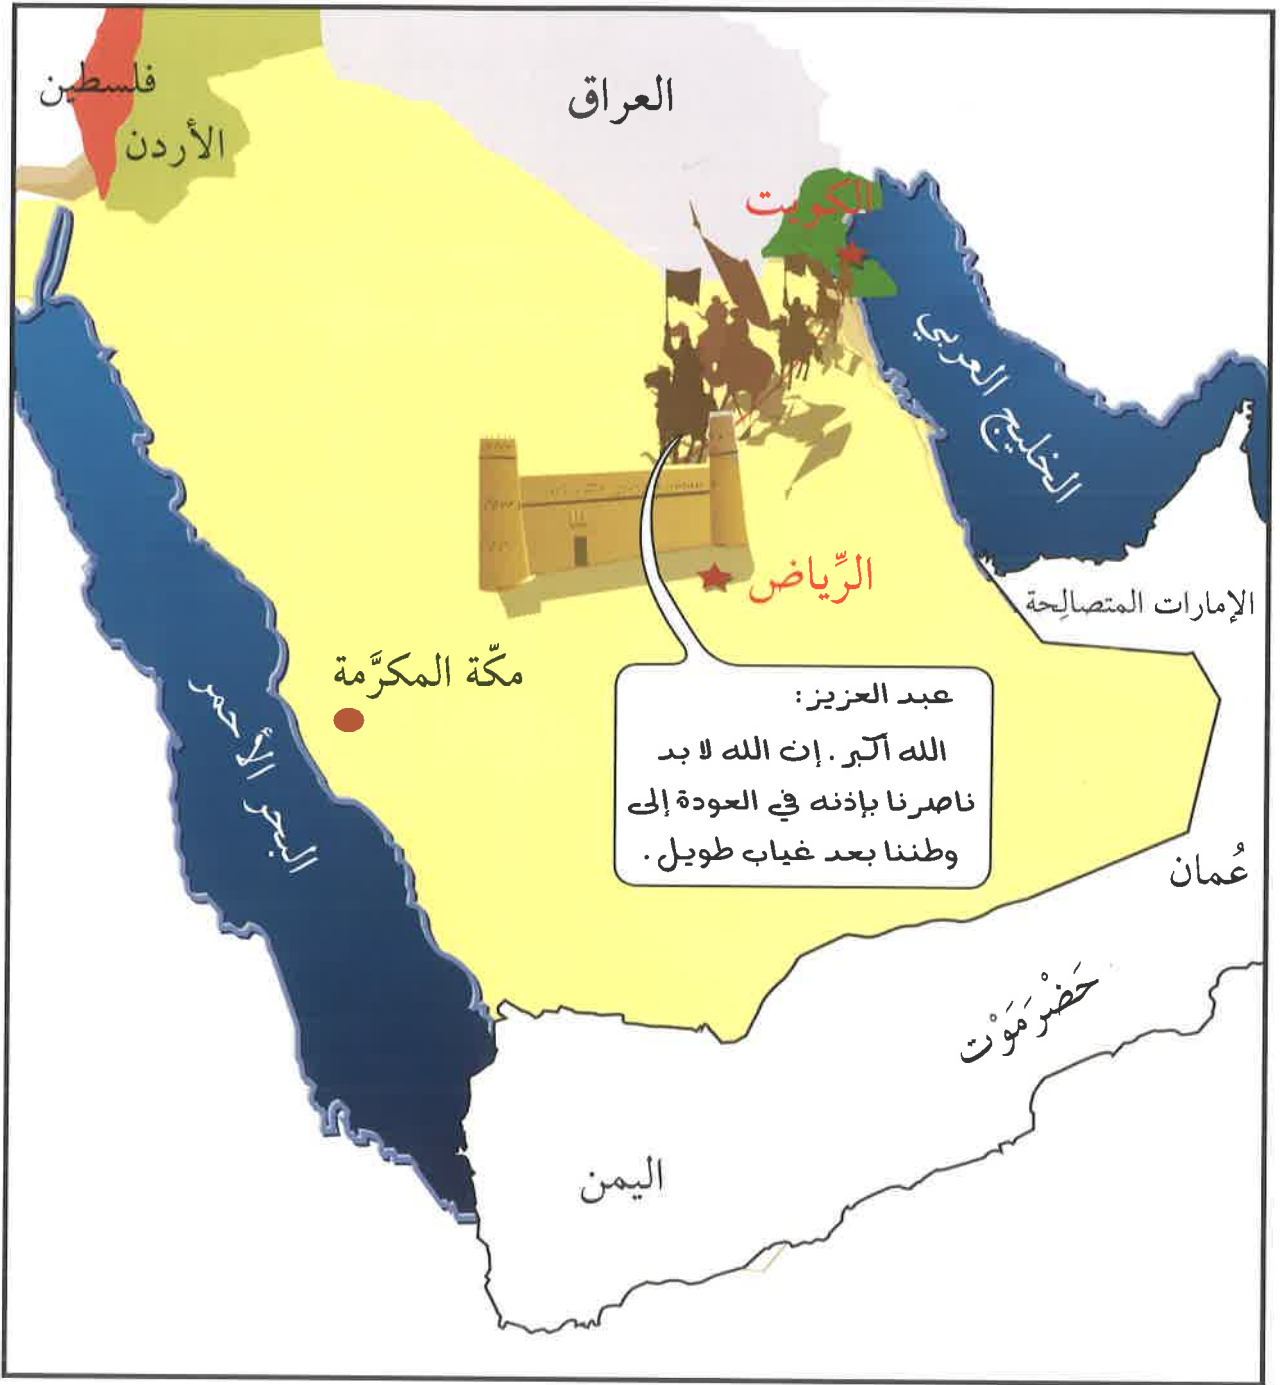 فلسطين
العراق
الأردن
الكويت
الخليج العربي
الرِّياض
الإمارات المتصالِحة
مكّة المكرَّمة
البحر الأحمر
عبد العزيز:
الله أكبر. إن الله لا بد
ناصرنا بإذنه في العودة إلى
وطننا بعد غياب طويل.
عُمان
حَضْرَمَوْت
اليمن